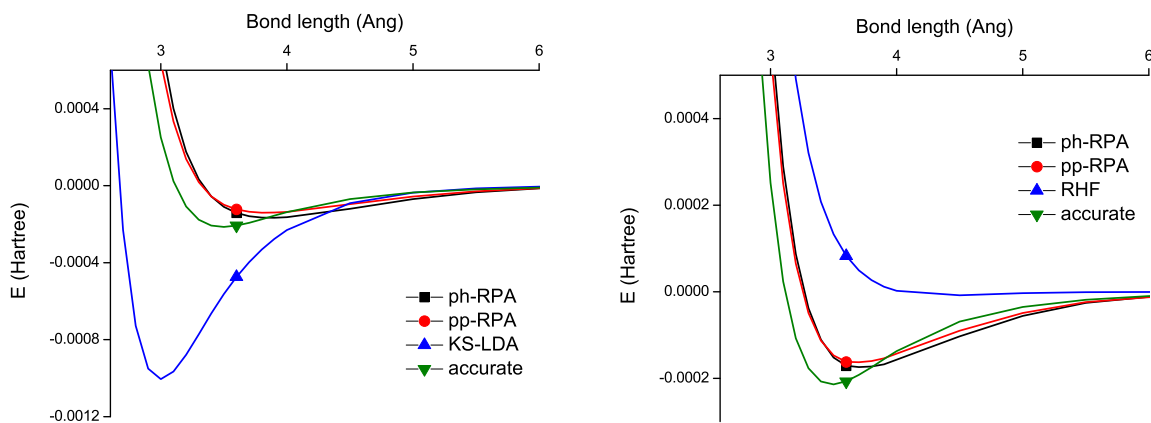 Bond length (Ang)
3 4 5 6
0.0004
0.0000
-0.0004
-0.0008
-0.0012
E (Hartree)
ph-RPA
pp-RPA
KS-LDA
accurate
Bond length (Ang)
3 4 5 6
0.0004
0.0002
0.0000
-0.0002
E (Hartree)
ph-RPA
pp-RPA
RHF
accurate